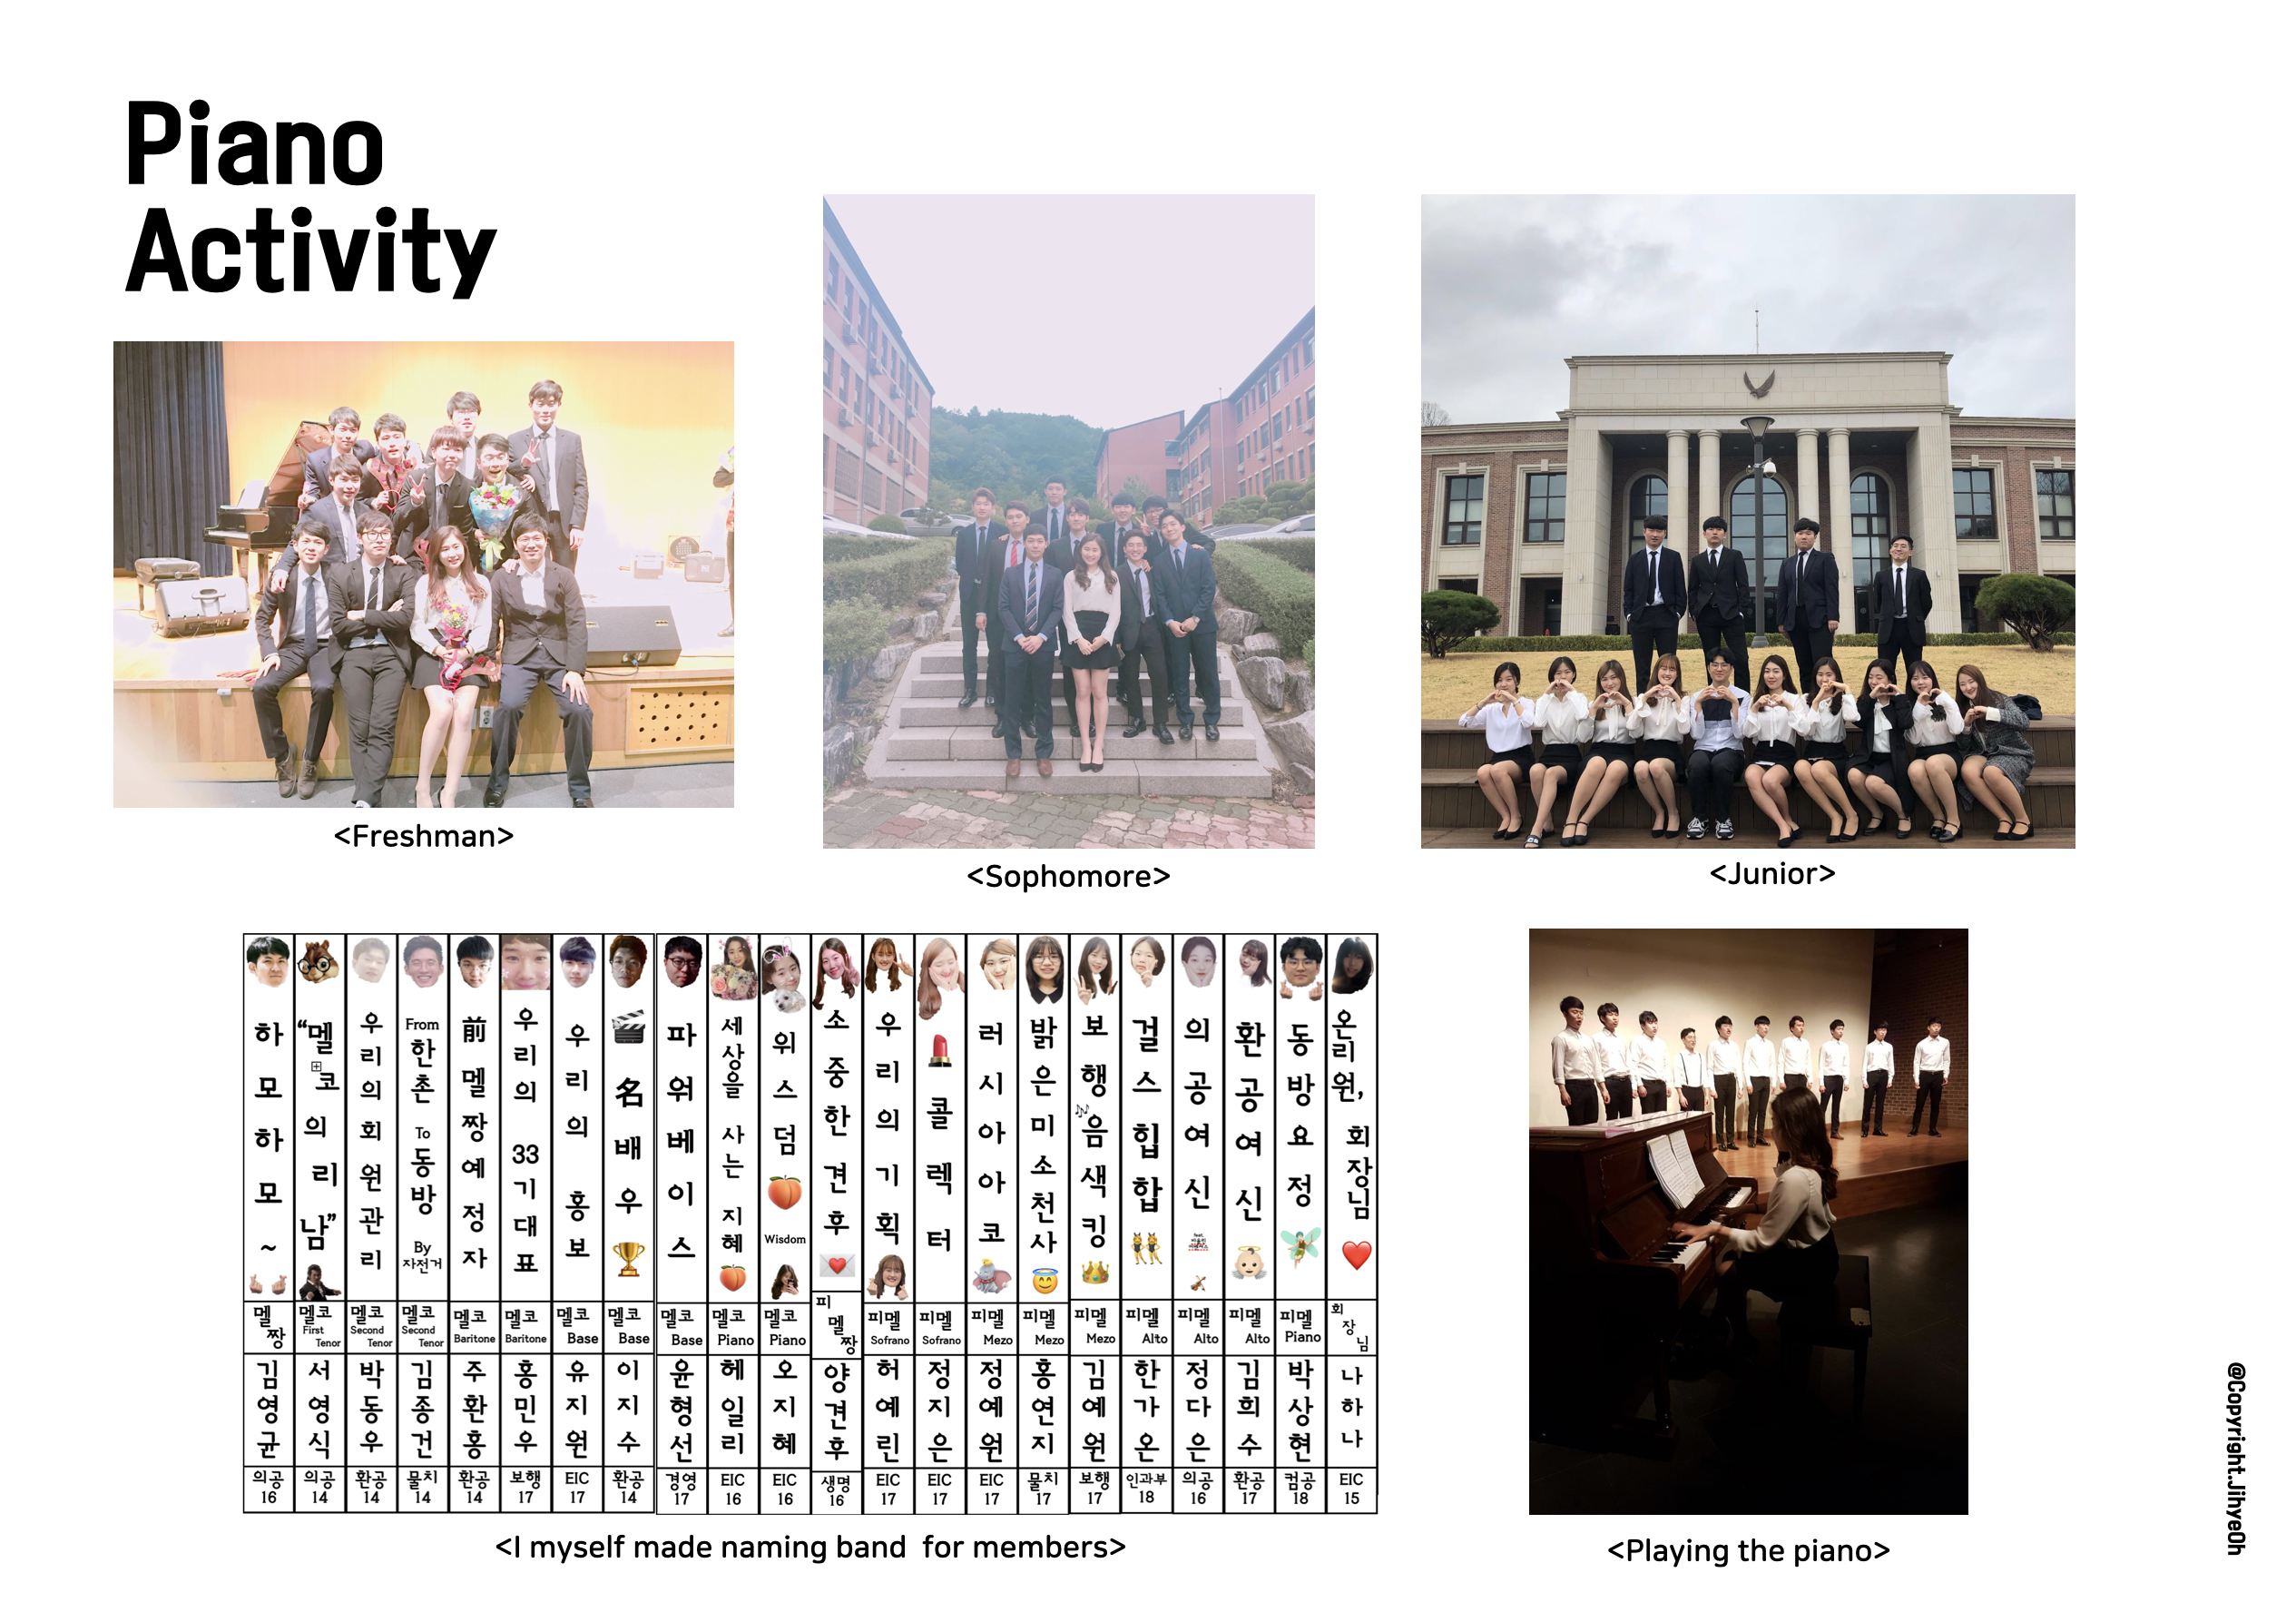 Piano
Activity
<Freshman>
<Sophomore>
<Junior>
하모하모~
멜짱
김영균
의공
16
“멜코의리남”
멜코
First
Tenor
서영식
의공
14
우리의 회원관리
멜코
Second
Tenor
박동우
환공
14
From
한촌
To
동방
By
자전거
멜코
Second
Tenor
김종건
물치
14
前 멜짱예정자
멜코
Baritone
주환홍
환공
14
우리의 33기대표
멜코
Baritone
홍민우
보행
17
우리의 홍보
멜코
Base
유지원
EIC
17
名배우
멜코
Base
이지수
환공
14
파워베이스
멜코
Base
윤형선
경영
17
세상을 사는 지혜
멜코
Piano
헤일리
EIC
16
위스덤
Wisdom
멜코
Piano
오지혜
EIC
16
소중한 견후
피멜짱
양견후
생명
16
우리의 기획
피멜
Sofrano
허예린
EIC
17
콜렉터
피멜
Sofrano
정지은
EIC
17
러시아아코
피멜
Mezo
정예원
EIC
17
밝은미소천사
피멜
Mezo
홍연지
물치
17
보행음색킹
피멜
Mezo
김예원
보행
17
걸스힙합
피멜
Alto
한가온
인과부
18
의공여신
feat.
피멜
Alto
정다은
의공
16
환공여신
피멜
Alto
김희수
환공
17
동방요정
피멜
Piano
박상현
컴공
18
온리원, 회장님
회장님
나하나
EIC
15
<I myself made naming band  for members>
<Playing the piano>
@Copyright.JihyeOh